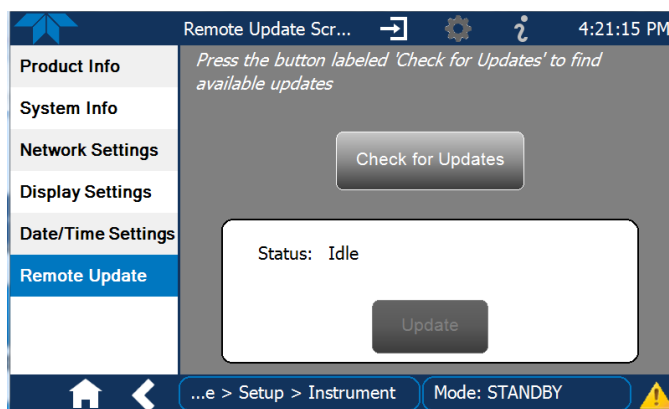 Remote Update Scr...
4:21:15 PM
Product Info
System Info
Network Settings
Display Settings
Date/Time Settings
Remote Update
Press the button labeled 'Check for Updates' to find
available updates
Check for Updates
Status: Idle
Update
...e > Setup > Instrument
Mode: STANDBY